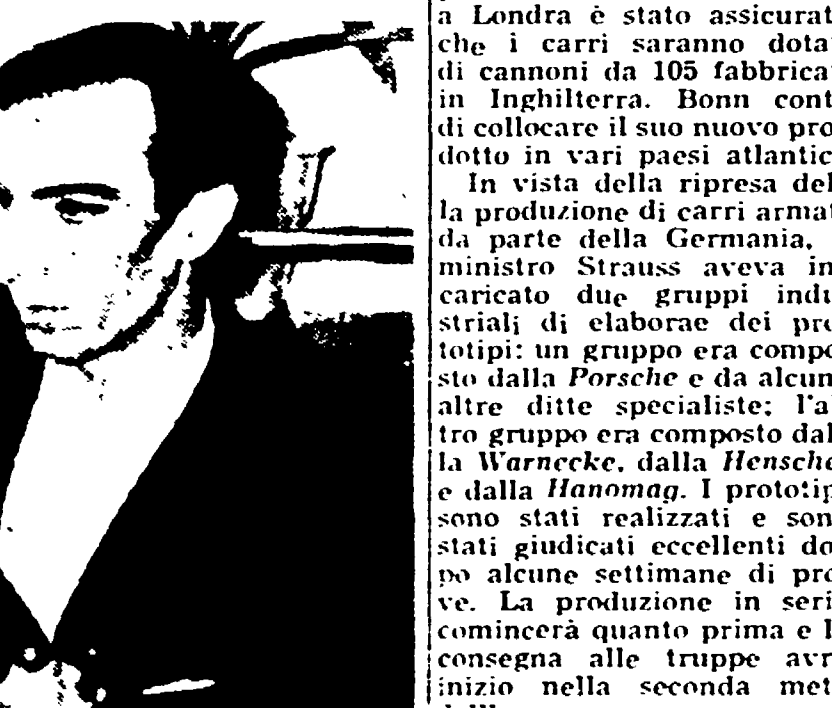 a Londra è stato assicurat
che i carri saranno dota
di cannoni da 105 fabbrica
in Inghilterra. Bonn cont
di collocare il suo nuovo pro
dotto in vari paesi atlantic
In vista della ripresa del
la produzione di carri armat
da parte della Germania,
ministro Strauss aveva in
caricato due gruppi indu
striali di elaborae dei pro
totipi: un gruppo era compo
sto dalla Porsche e da alcun
altre ditte specialiste; l'al
tro gruppo era composto dal
la Warnecke, dalla Hensche
e dalla Hanomag. I prototip
sono stati realizzati e son
stati giudicati eccellenti do
po alcune settimane di pro
ve. La produzione in seri
comincerà quanto prima e l
consegna alle truppe avr
inizio nella seconda met